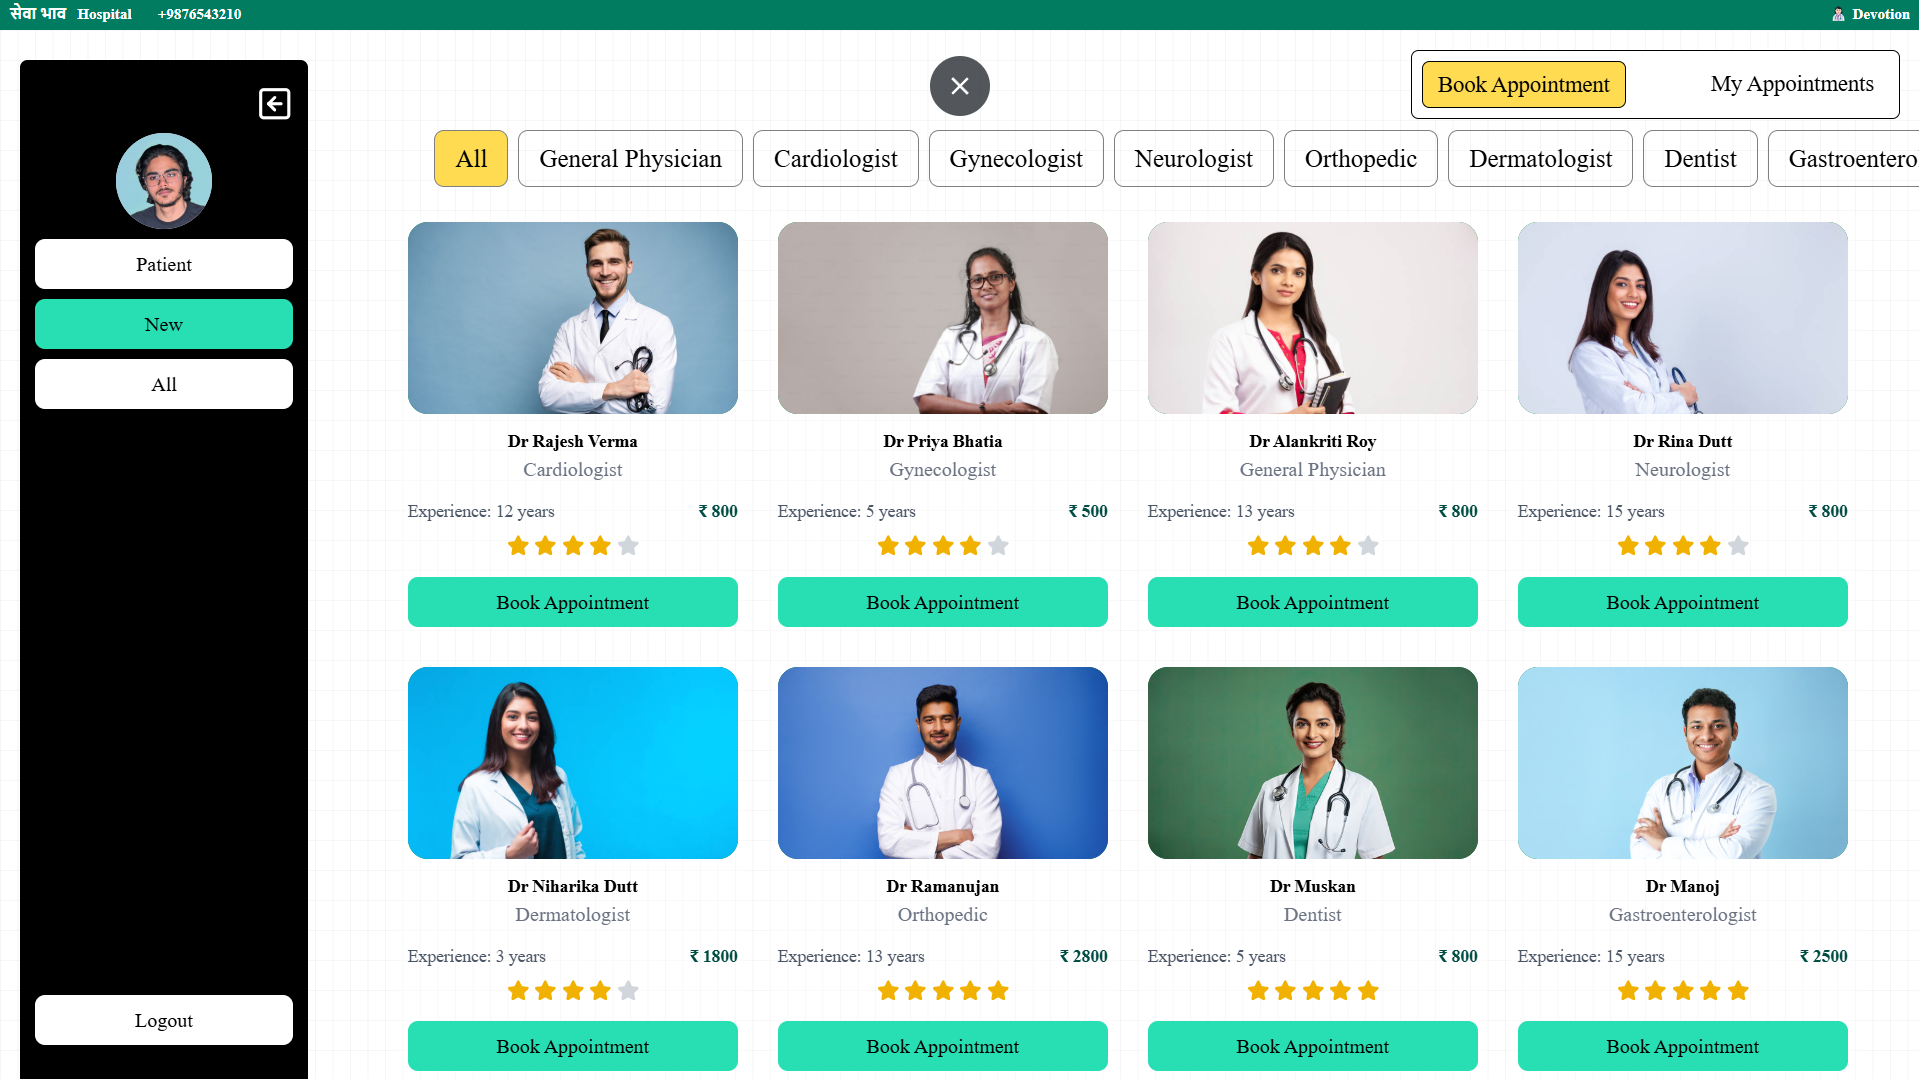 सेवा भाव Hospital +9876543210 Devotion
Patient
New
All
Logout
Book Appointment My Appointments
All General Physician Cardiologist Gynecologist Neurologist Orthopedic Dermatologist Dentist Gastroentero
Dr Rajesh Verma
Cardiologist
Experience: 12 years ₹ 800
Book Appointment
Dr Priya Bhatia
Gynecologist
Experience: 5 years ₹ 500
Book Appointment
Dr Alankriti Roy
General Physician
Experience: 13 years ₹ 800
Book Appointment
Dr Rina Dutt
Neurologist
Experience: 15 years ₹ 800
Book Appointment
Dr Niharika Dutt
Dermatologist
Experience: 3 years ₹ 1800
Book Appointment
Dr Ramanujan
Orthopedic
Experience: 13 years ₹ 2800
Book Appointment
Dr Muskan
Dentist
Experience: 5 years ₹ 800
Book Appointment
Dr Manoj
Gastroenterologist
Experience: 15 years ₹ 2500
Book Appointment